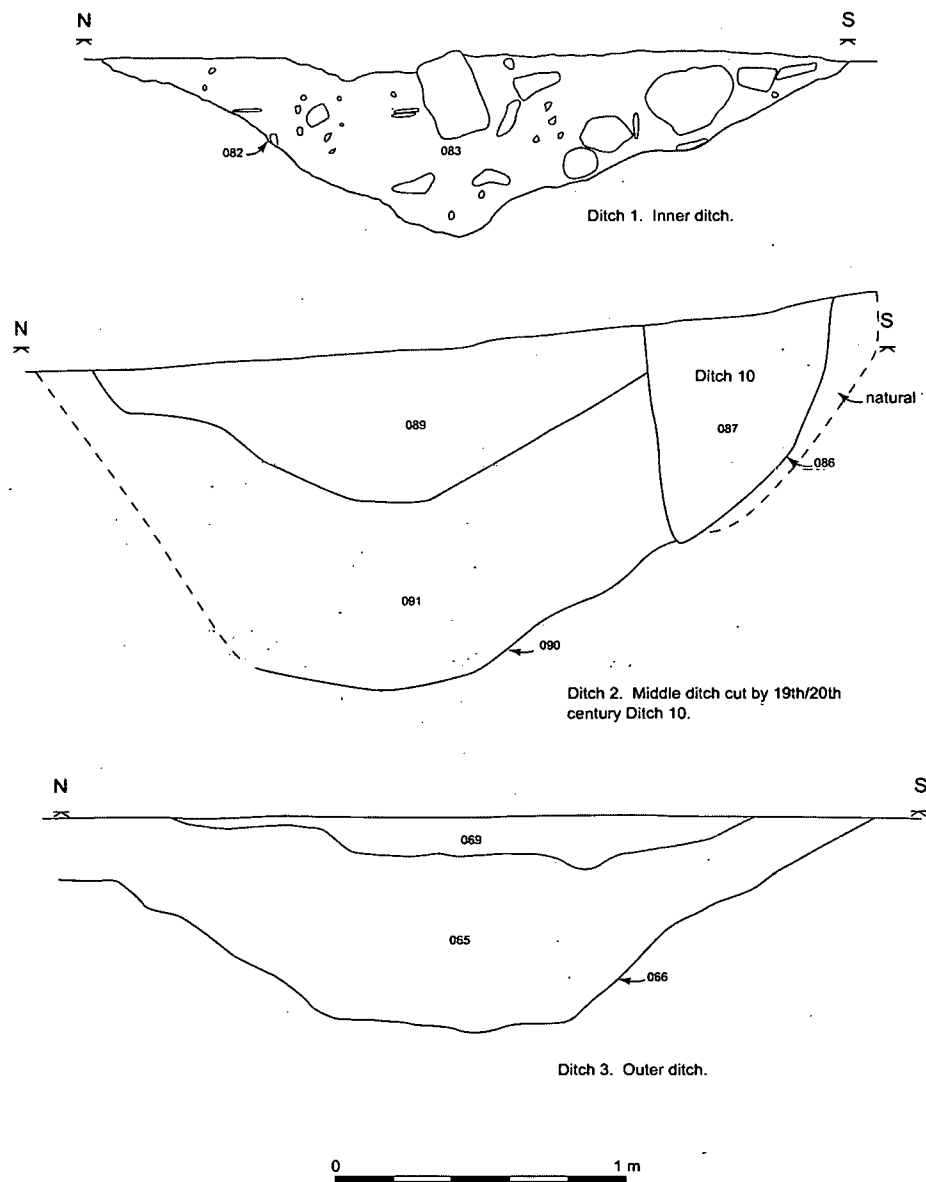 N
S
082
083
Ditch 1. Inner ditch.
N
S
Ditch 10
natural
089
087
086
091
090
Ditch 2. Middle ditch cut by 19th/20th
century Ditch 10.
N
S
069
065
066
Ditch 3. Outer ditch.
0
1 m